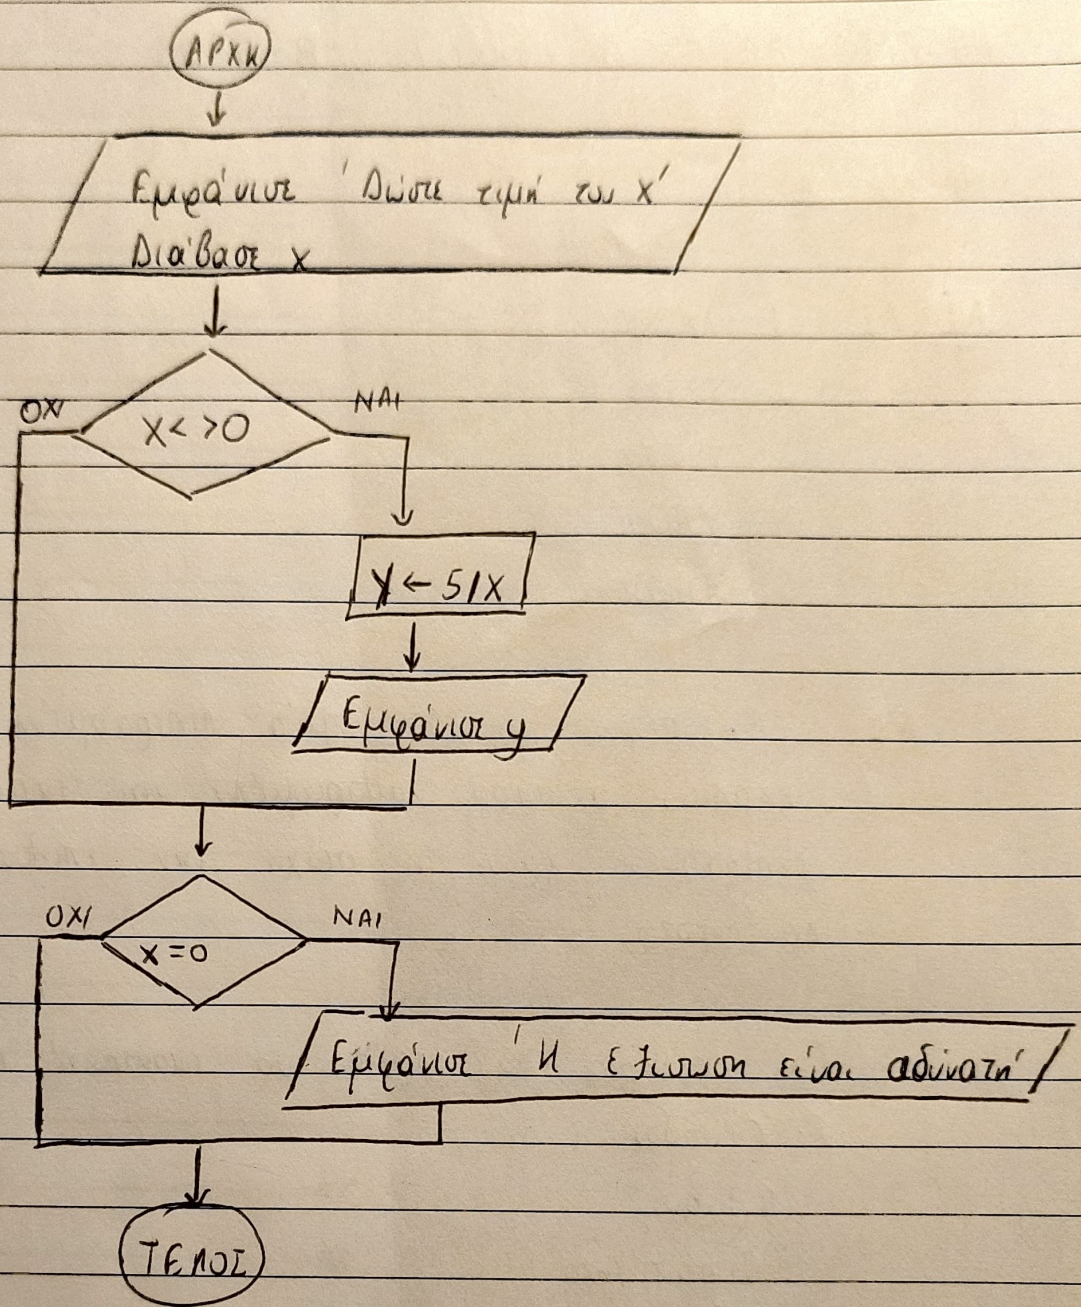 ΑΡΧΗ
Εμφάνισε 'Δώστε τιμή του Χ'
Διάβασε x
ΟΧΙ
ΝΑΙ
X<>0
Y ← 5/X
Εμφάνισε y
ΟΧΙ
ΝΑΙ
x=0
Εμφάνισε 'Η εξίσωση είναι αδύνατη'
ΤΕΛΟΣ